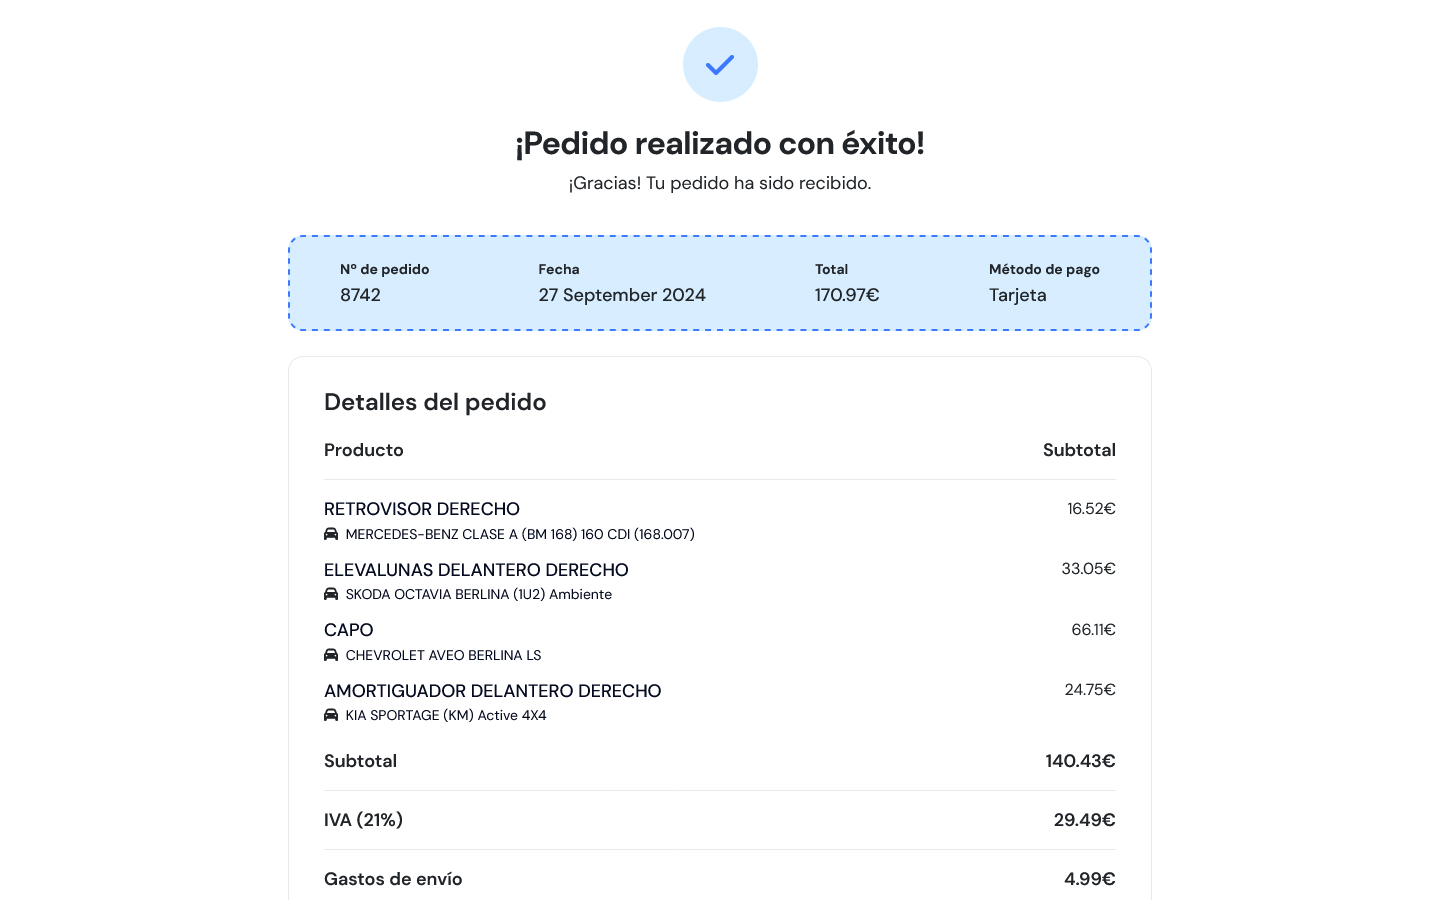 ¡Pedido realizado con éxito!
¡Gracias! Tu pedido ha sido recibido.
Nº de pedido Fecha Total Método de pago
8742 27 September 2024 170.97€ Tarjeta
Detalles del pedido
Producto Subtotal
RETROVISOR DERECHO 16.52€
MERCEDES-BENZ CLASE A (BM 168) 160 CDI (168.007)
ELEVALUNAS DELANTERO DERECHO 33.05€
SKODA OCTAVIA BERLINA (1U2) Ambiente
CAPO 66.11€
CHEVROLET AVEO BERLINA LS
AMORTIGUADOR DELANTERO DERECHO 24.75€
KIA SPORTAGE (KM) Active 4X4
Subtotal 140.43€
IVA (21%) 29.49€
Gastos de envío 4.99€